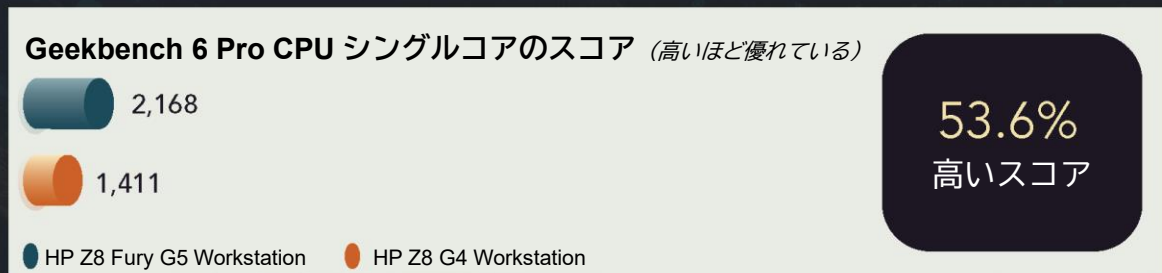 Geekbench 6 Pro CPU シングルコアのスコア (高いほど優れている)
2,168
1,411
HP Z8 Fury G5 Workstation HP Z8 G4 Workstation
53.6%
高いスコア